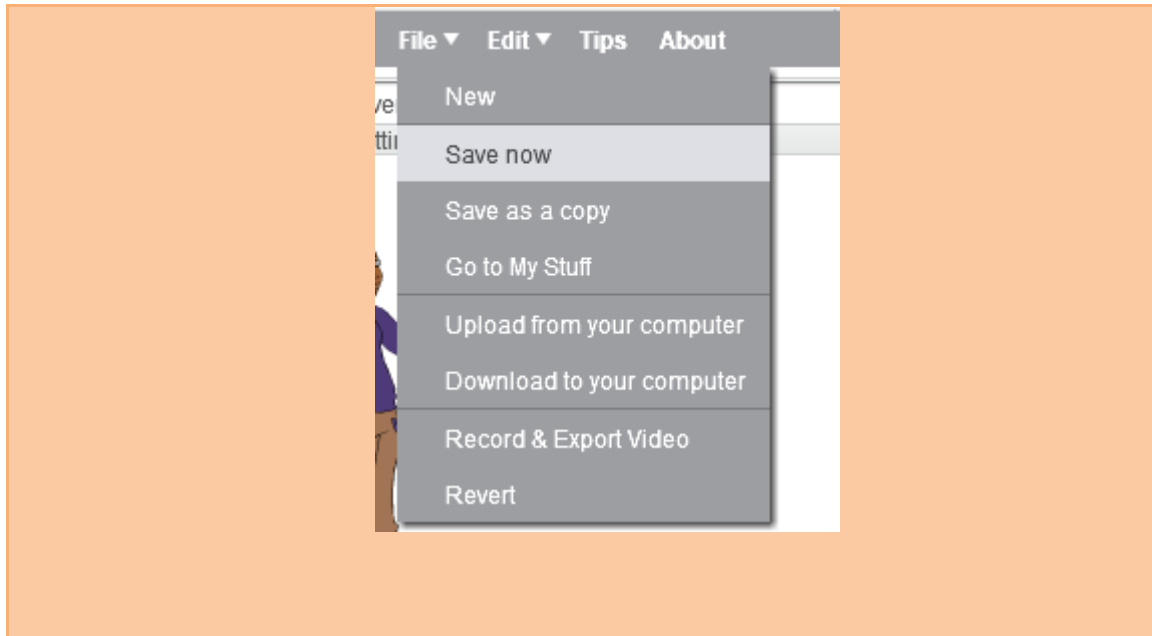 File Edit Tips About
New
Save now
Save as a copy
Go to My Stuff
Upload from your computer
Download to your computer
Record & Export Video
Revert